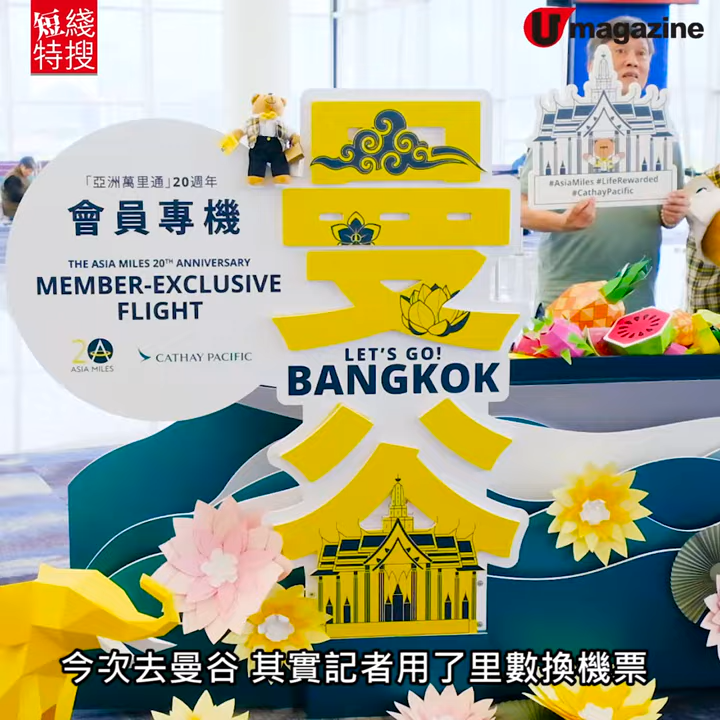 短綫
特搜
U magazine
「亞洲萬里通」20週年
會員專機
THE ASIA MILES 20TH ANNIVERSARY
MEMBER-EXCLUSIVE
FLIGHT
20
ASIA MILES
CATHAY PACIFIC
曼
LET'S GO!
BANGKOK
谷
#AsiaMiles #LifeRewarded
#CathayPacific
今次去曼谷 其實記者用了里數換機票